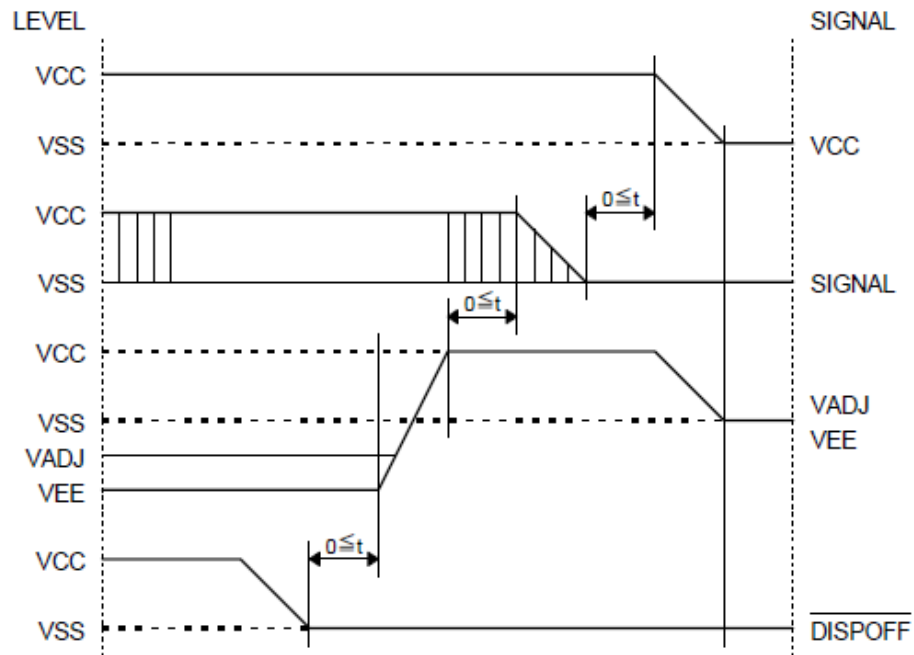 LEVEL SIGNAL
VCC
VSS VCC
0≦t
VCC
VSS SIGNAL
0≦t
VCC
VSS VADJ
VADJ VEE
VEE
0≦t
VCC
VSS DISPOFF